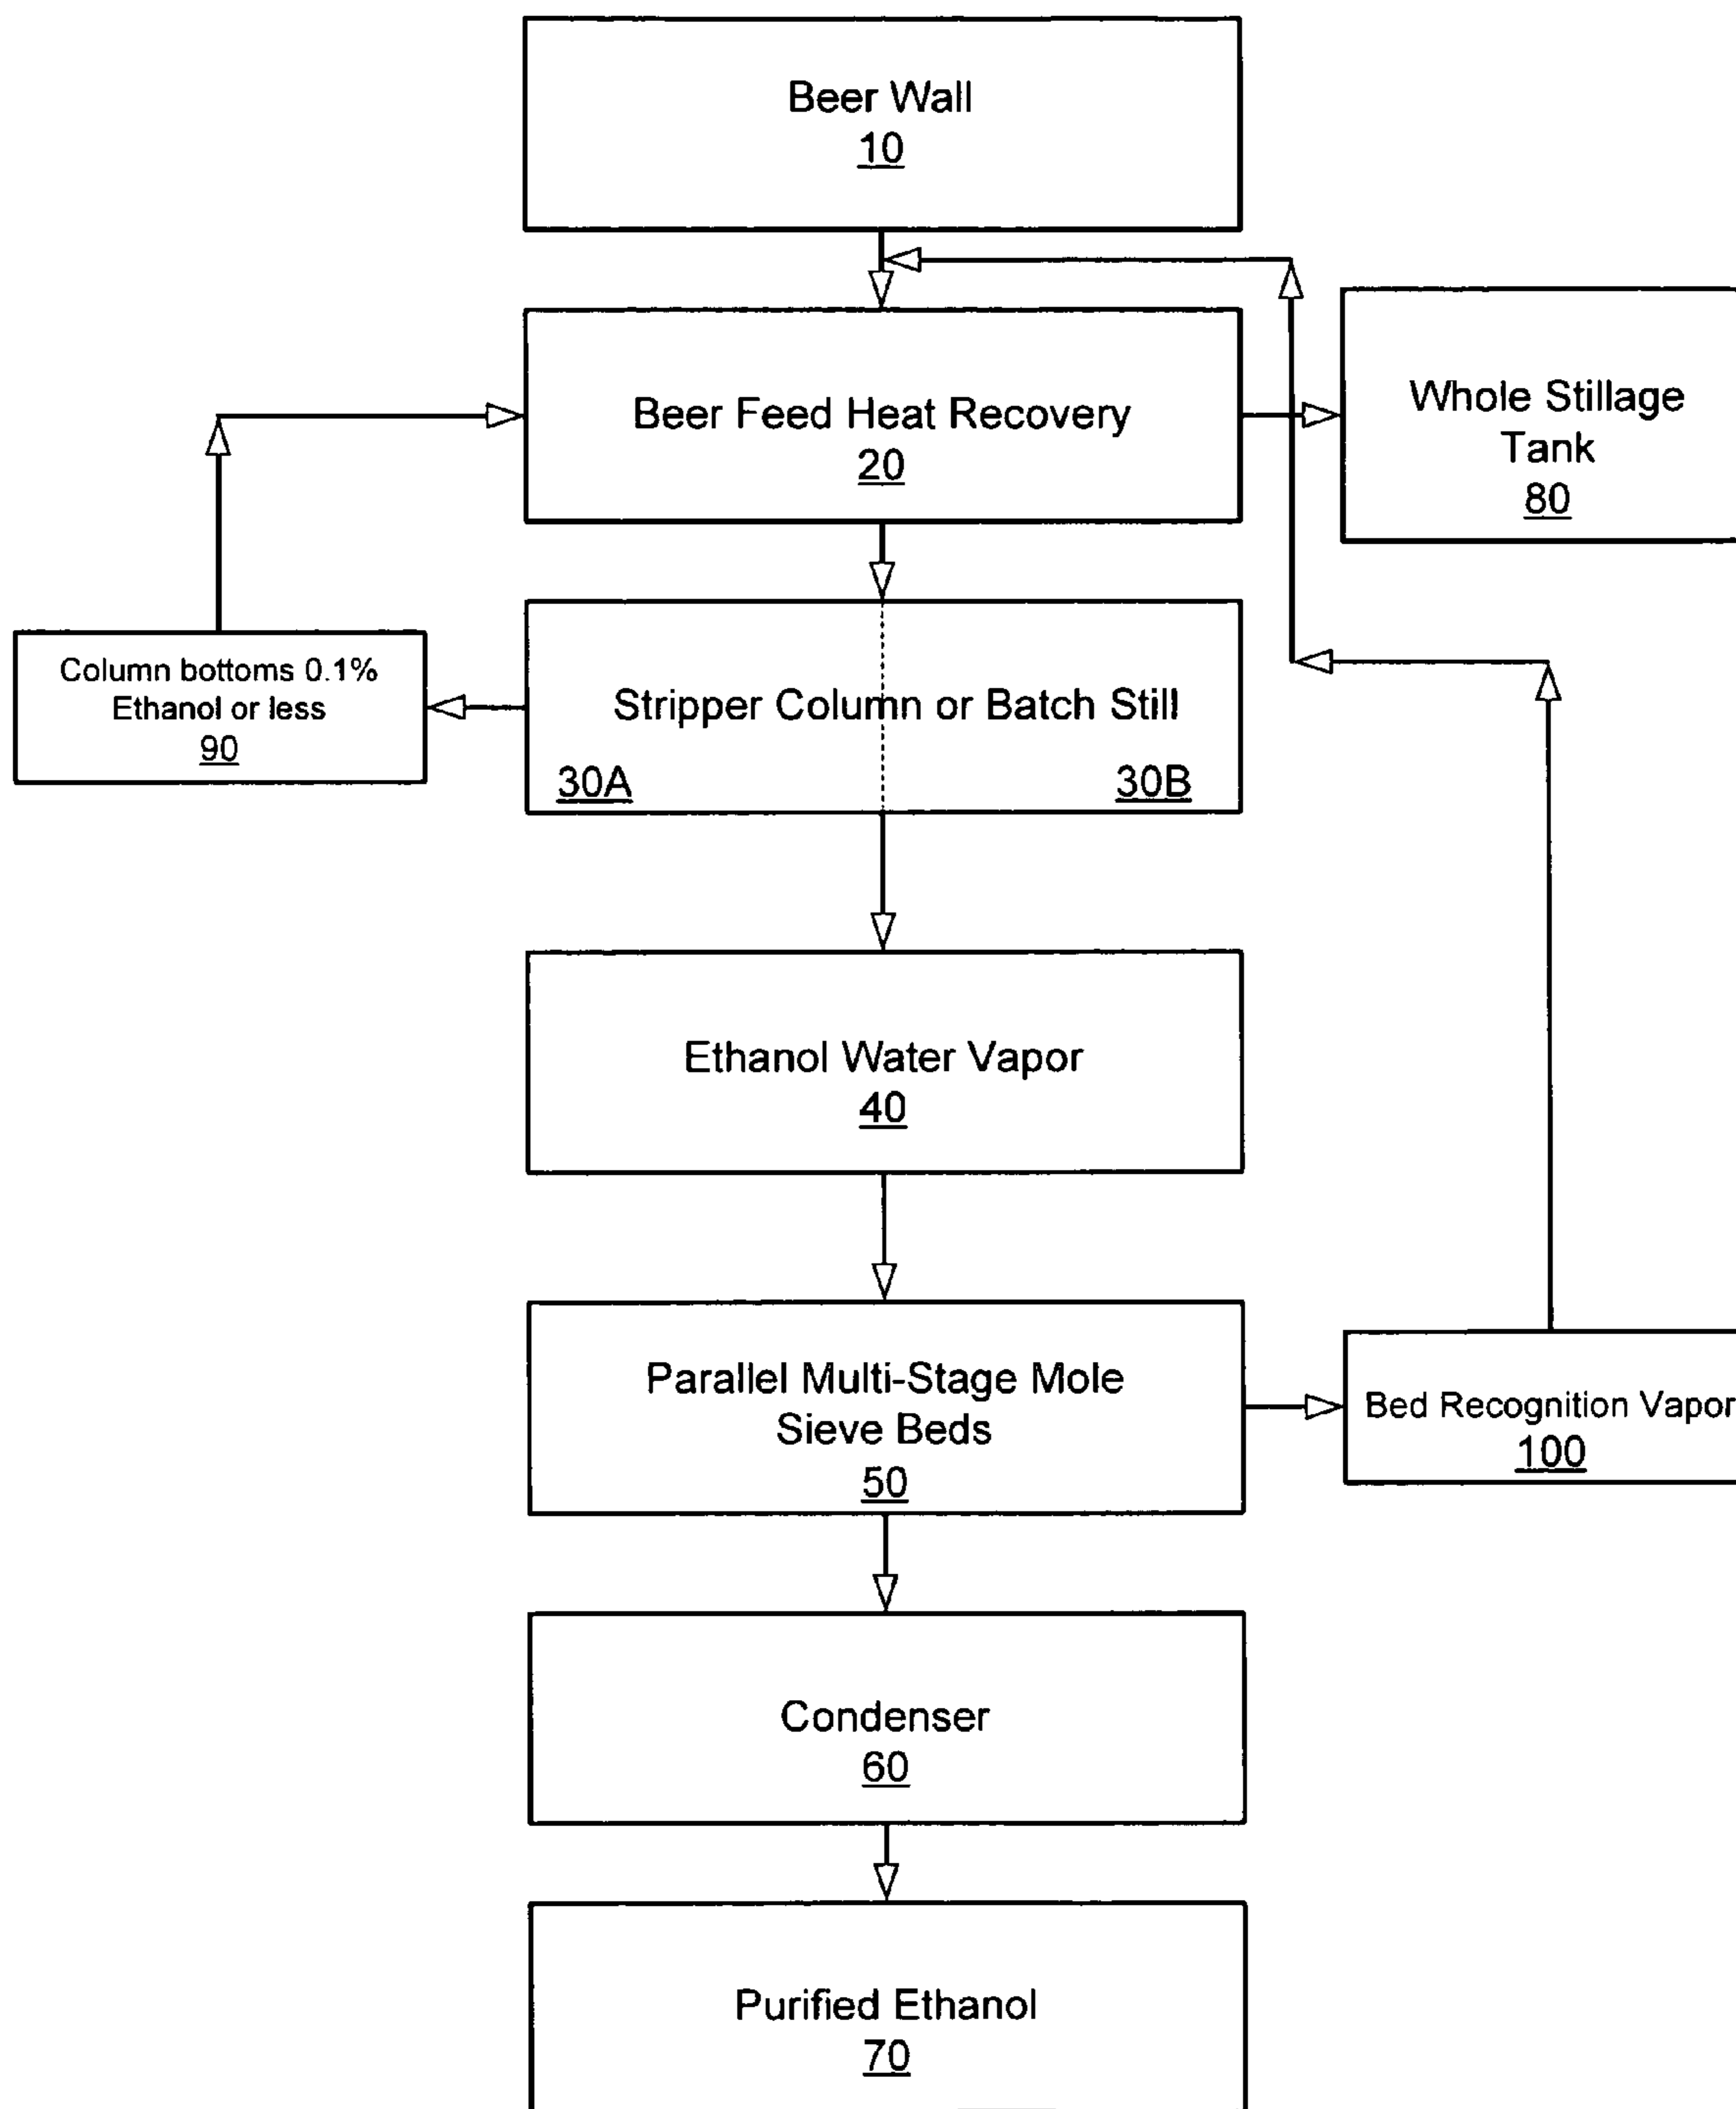 Beer Wall
10
Beer Feed Heat Recovery
20
Whole Stillage
Tank
80
Column bottoms 0.1%
Ethanol or less
90
Stripper Column or Batch Still
30A
30B
Ethanol Water Vapor
40
Parallel Multi-Stage Mole
Sieve Beds
50
Bed Recognition Vapor
100
Condenser
60
Purified Ethanol
70